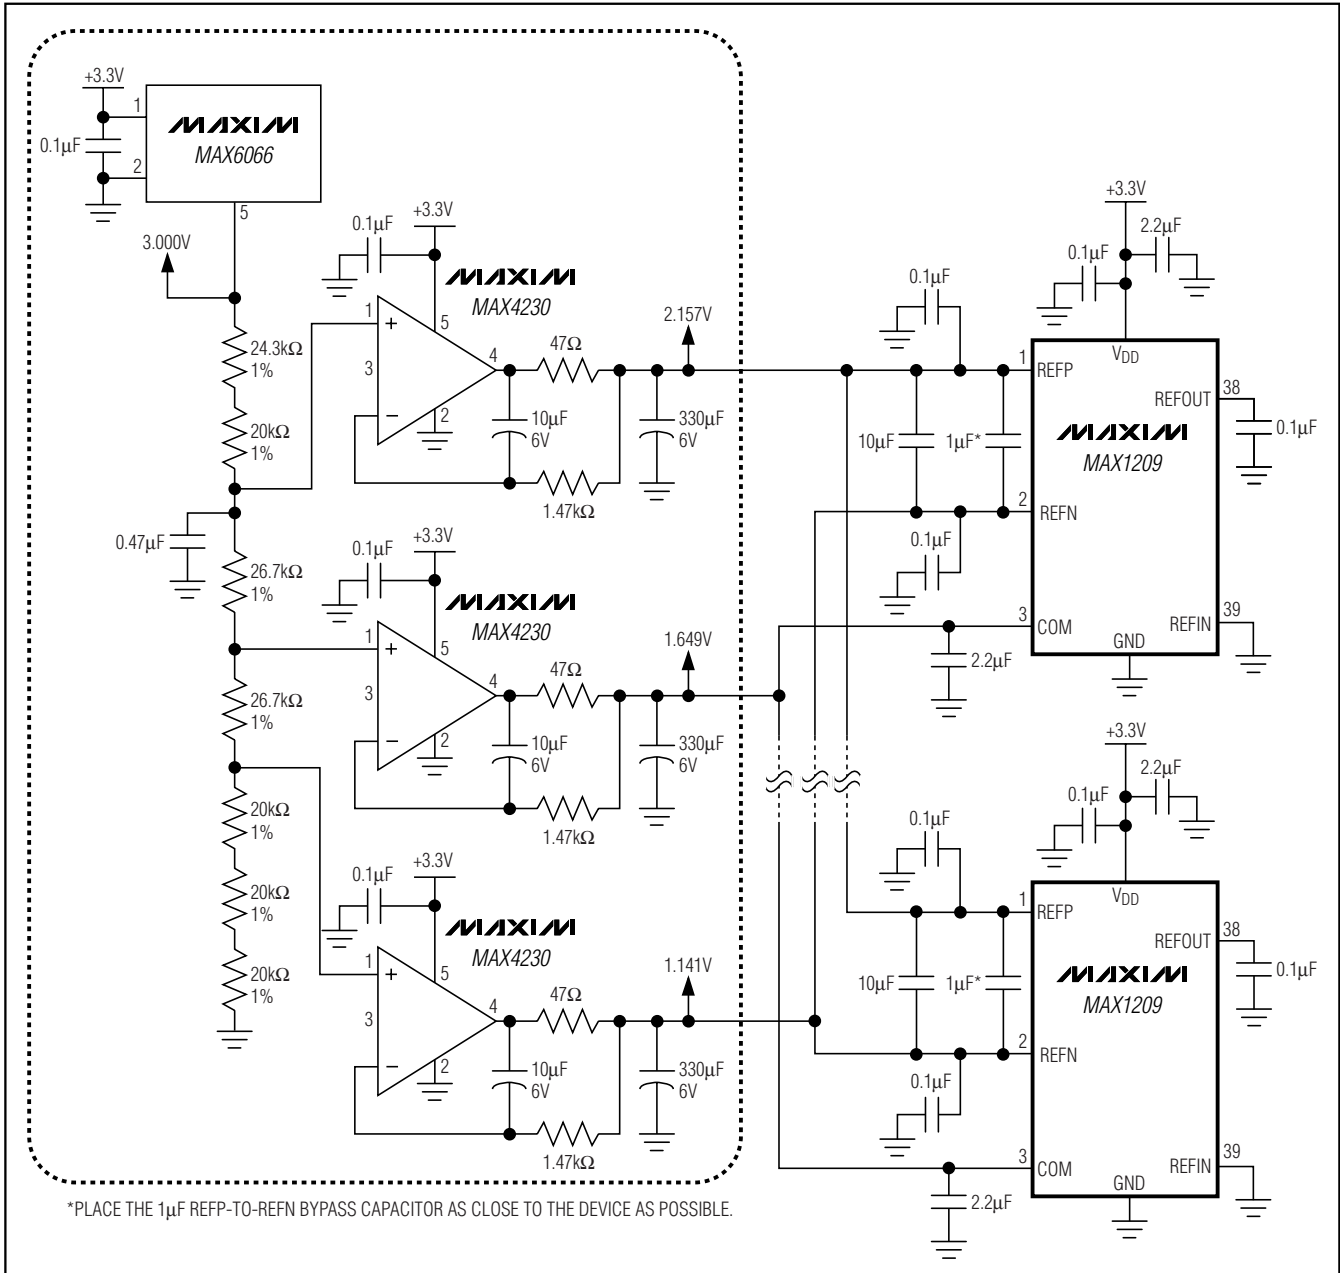 +3.3V
1
0.1µF
2
MAXIM
MAX6066
5
3.000V
24.3kΩ
1%
20kΩ
1%
0.47µF
26.7kΩ
1%
26.7kΩ
1%
20kΩ
1%
20kΩ
1%
20kΩ
1%
0.1µF
+3.3V
MAXIM
MAX4230
1
+
5
3
4
−
2
47Ω
10µF
6V
1.47kΩ
330µF
6V
2.157V
0.1µF
+3.3V
MAXIM
MAX4230
1
+
5
3
4
−
2
47Ω
10µF
6V
1.47kΩ
330µF
6V
1.649V
0.1µF
+3.3V
MAXIM
MAX4230
1
+
5
3
4
−
2
47Ω
10µF
6V
1.47kΩ
330µF
6V
1.141V
+3.3V
2.2µF
0.1µF
0.1µF
VDD
1
REFP
REFOUT
38
0.1µF
10µF
1µF*
MAXIM
MAX1209
2
REFN
0.1µF
3
COM
REFIN
39
GND
2.2µF
+3.3V
2.2µF
0.1µF
0.1µF
VDD
1
REFP
REFOUT
38
0.1µF
10µF
1µF*
MAXIM
MAX1209
2
REFN
0.1µF
3
COM
REFIN
39
GND
2.2µF
*PLACE THE 1µF REFP-TO-REFN BYPASS CAPACITOR AS CLOSE TO THE DEVICE AS POSSIBLE.